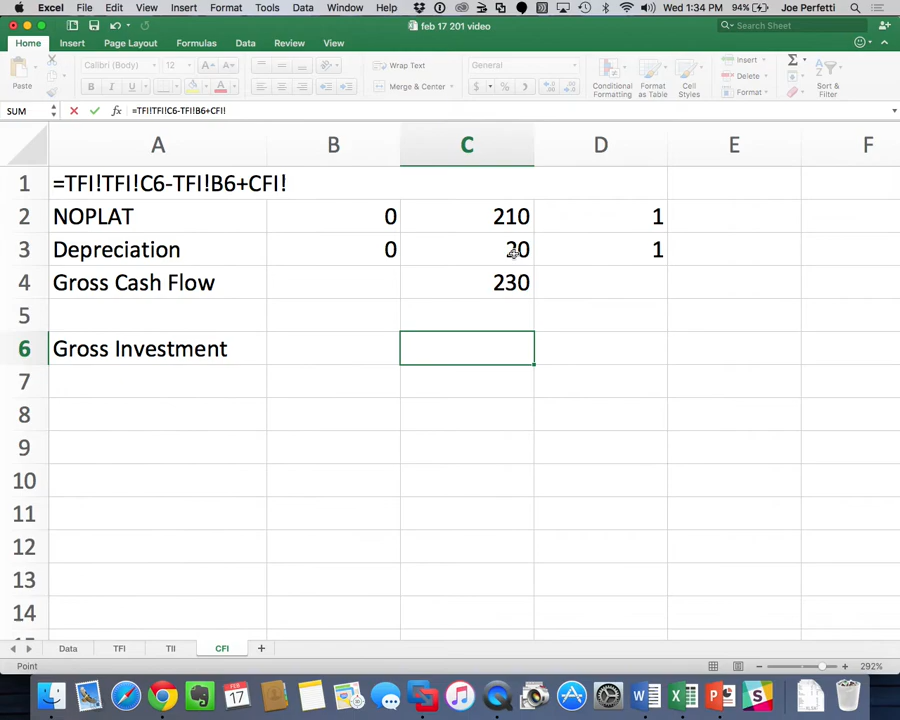 Excel File Edit View Insert Format Tools Data Window Help 94% Wed 1:34 PM Joe Perfetti
feb 17 201 video Search Sheet
Home Insert Page Layout Formulas Data Review View
Paste Calibri (Body) 12 A A Wrap Text General Insert
B I U A Merge & Center $ % Conditional Formatting Format as Table Cell Styles Delete Format Sort & Filter
SUM fx =TFI!TFI!C6-TFI!B6+CFI!
A B C D E F
1 =TFI!TFI!C6-TFI!B6+CFI!
2 NOPLAT 0 210 1
3 Depreciation 0 20 1
4 Gross Cash Flow 230
5
6 Gross Investment
7
8
9
10
11
12
13
14
Data TFI TII CFI +
Point 292%
FEB 17